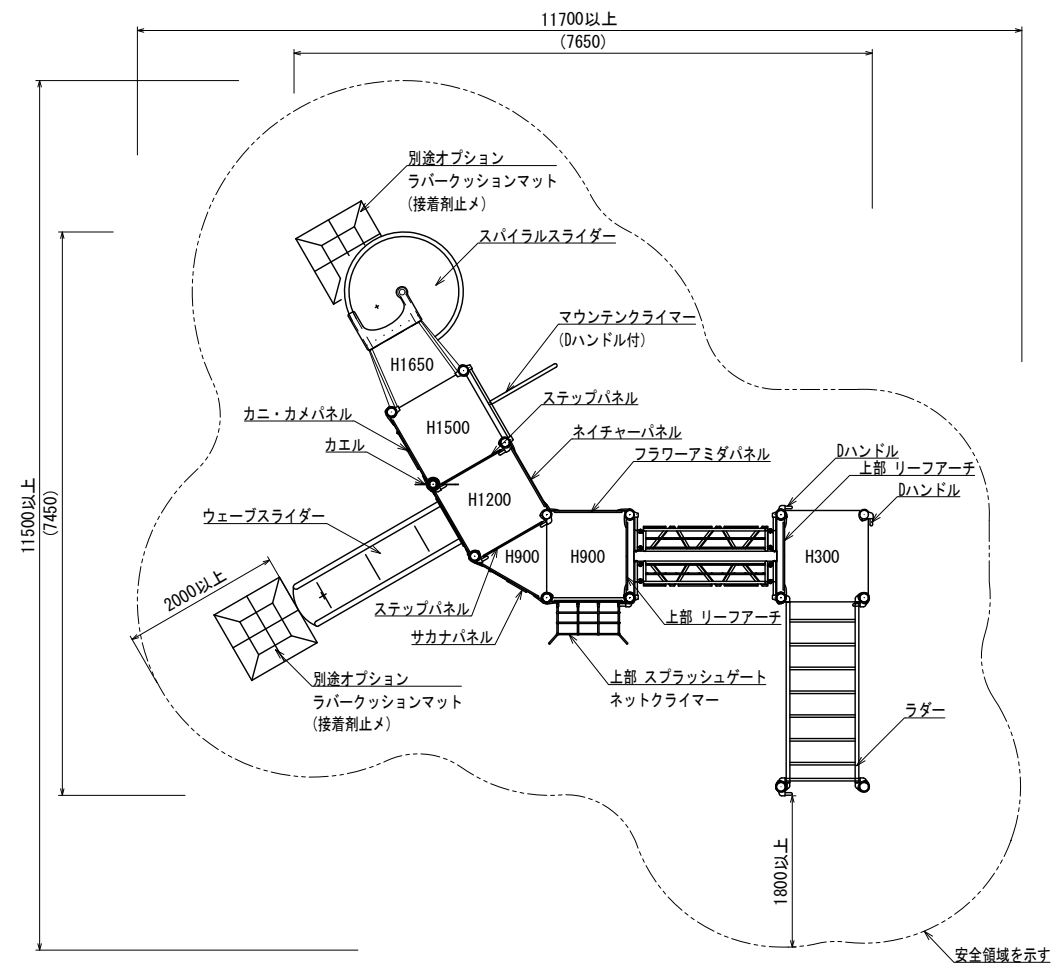 11700以上
(7650)
別途オプション
ラバークッションマット
(接着剤止メ)
スパイラルスライダー
マウンテンクライマー
(Dハンドル付)
H1650
カニ・カメパネル
ステップパネル
H1500
ネイチャーパネル
カエル
フラワーアミダパネル
Dハンドル
上部 リーフアーチ
Dハンドル
H1200
11500以上
(7450)
ウェーブスライダー
H900
H900
H300
2000以上
ステップパネル
上部 リーフアーチ
サカナパネル
別途オプション
ラバークッションマット
(接着剤止メ)
上部 スプラッシュゲート
ネットクライマー
ラダー
1800以上
安全領域を示す